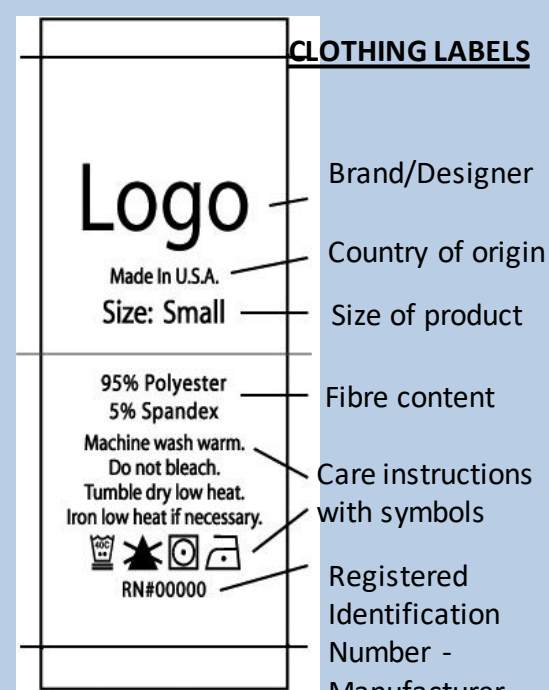 CLOTHING LABELS
Logo
Made In U.S.A.
Size: Small
95% Polyester
5% Spandex
Machine wash warm.
Do not bleach.
Tumble dry low heat.
Iron low heat if necessary.
40C
RN#00000
Brand/Designer
Country of origin
Size of product
Fibre content
Care instructions
with symbols
Registered
Identification
Number -
Manufacturer